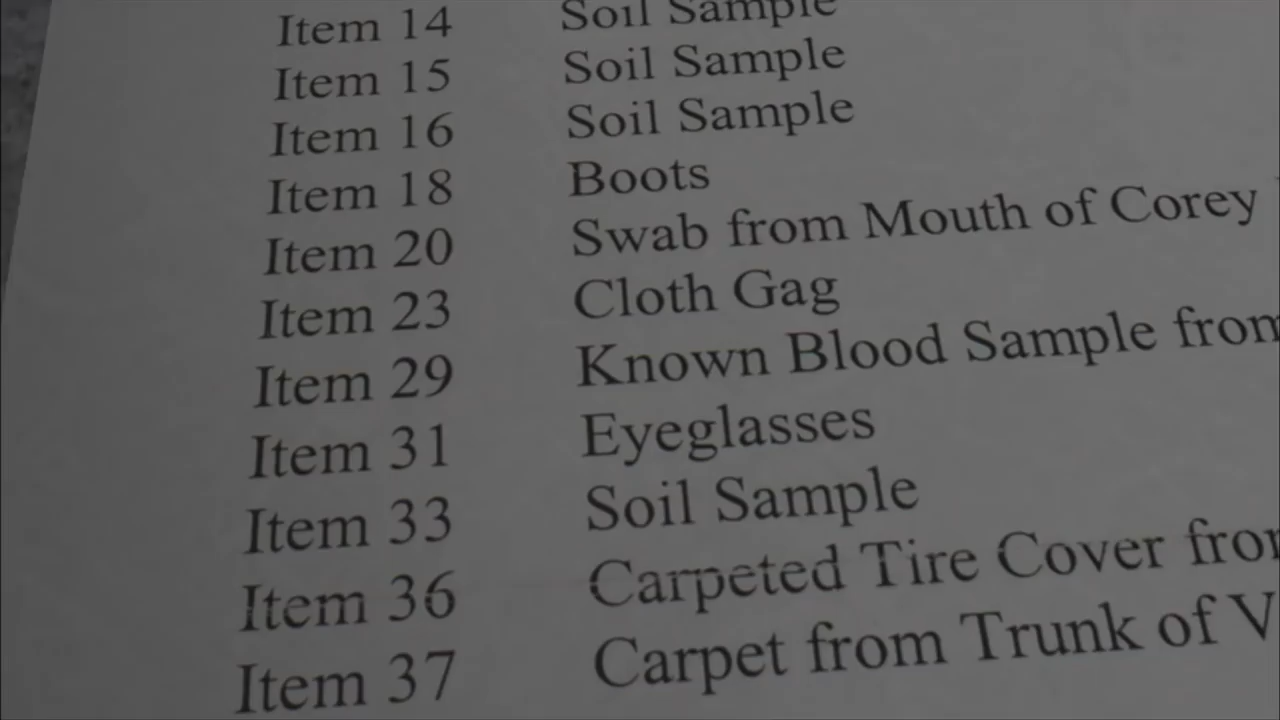 Item 14 Soil Sample
Item 15 Soil Sample
Item 16 Soil Sample
Item 18 Boots
Item 20 Swab from Mouth of Corey
Item 23 Cloth Gag
Item 29 Known Blood Sample from
Item 31 Eyeglasses
Item 33 Soil Sample
Item 36 Carpeted Tire Cover from
Item 37 Carpet from Trunk of V